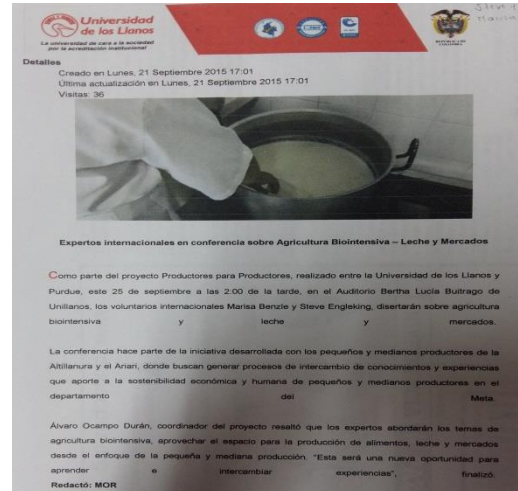 Steve y
Marisa
Universidad
de los Llanos
La universidad de cara a la sociedad
por la acreditación institucional
REPÚBLICA DE
COLOMBIA
Detalles
Creado en Lunes, 21 Septiembre 2015 17:01
Última actualización en Lunes, 21 Septiembre 2015 17:01
Visitas: 36
Expertos internacionales en conferencia sobre Agricultura Biointensiva – Leche y Mercados
Como parte del proyecto Productores para Productores, realizado entre la Universidad de los Llanos y
Purdue, este 25 de septiembre a las 2:00 de la tarde, en el Auditorio Bertha Lucía Buitrago de
Unillanos, los voluntarios internacionales Marisa Benzle y Steve Engleking, disertarán sobre agricultura
biointensiva y leche y mercados.
La conferencia hace parte de la iniciativa desarrollada con los pequeños y medianos productores de la
Altillanura y el Ariari, donde buscan generar procesos de intercambio de conocimientos y experiencias
que aporte a la sostenibilidad económica y humana de pequeños y medianos productores en el
departamento del Meta.
Álvaro Ocampo Durán, coordinador del proyecto resaltó que los expertos abordarán los temas de
agricultura biointensiva, aprovechar el espacio para la producción de alimentos, leche y mercados
desde el enfoque de la pequeña y mediana producción. "Esta será una nueva oportunidad para
aprender e intercambiar experiencias", finalizó.
Redactó: MOR